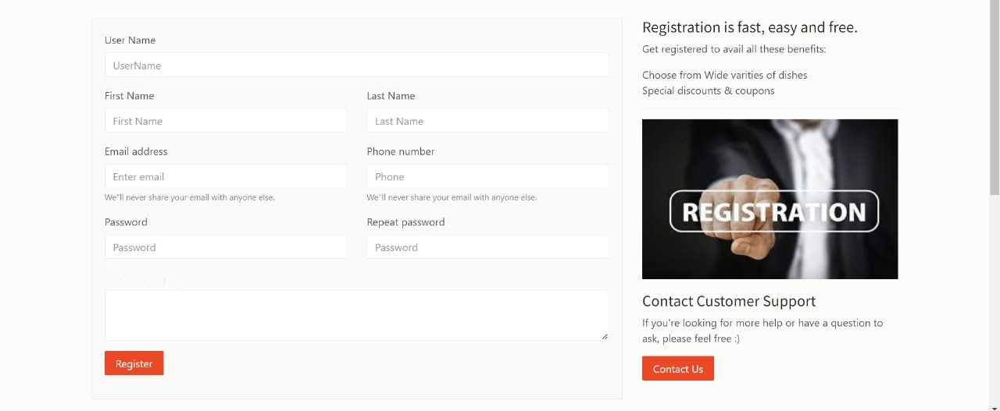 User Name
UserName
First Name
Last Name
First Name
Last Name
Email address
Phone number
Enter email
Phone
We"ll never share your email with anyone else.
We"ll never share your email with anyone else.
Password
Repeat password
Password
Password
Register
Registration is fast, easy and free.
Get registered to avail all these benefits:
Choose from Wide varities of dishes
Special discounts & coupons
REGISTRATION
Contact Customer Support
If you're looking for more help or have a question to
ask, please feel free :)
Contact Us